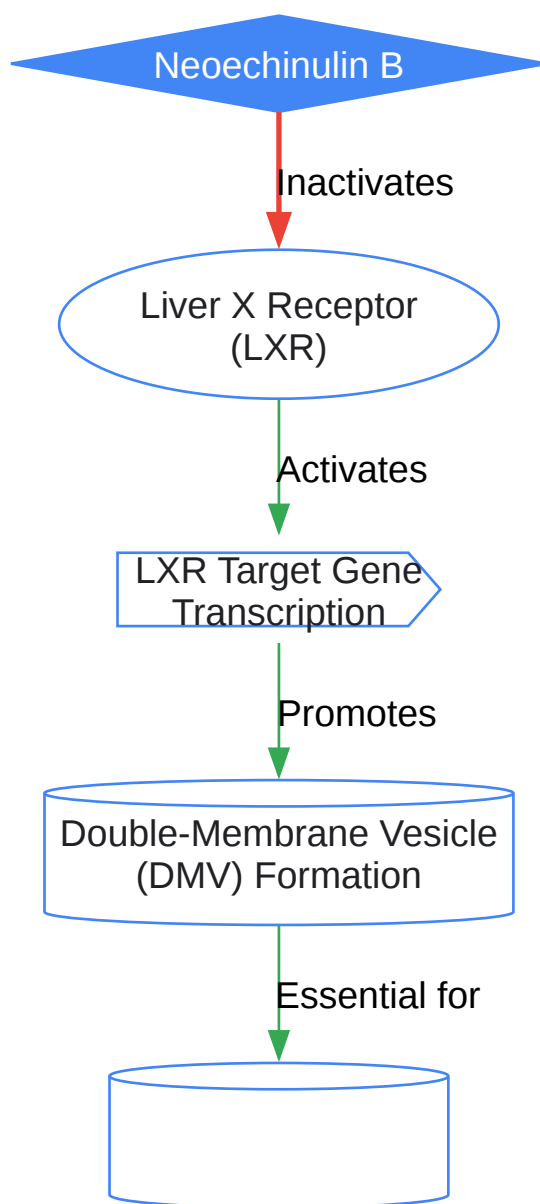 Neoechinulin B
Inactivates
Liver X Receptor
(LXR)
Activates
LXR Target Gene
Transcription
Promotes
Double-Membrane Vesicle
(DMV) Formation
Essential for